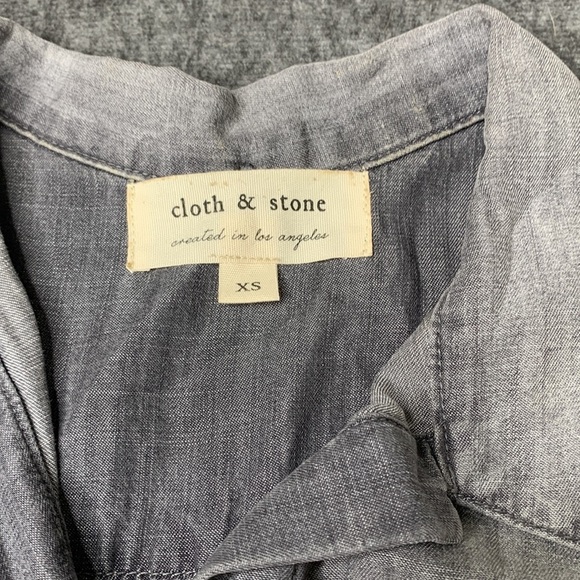 cloth & stone
created in los angeles
XS